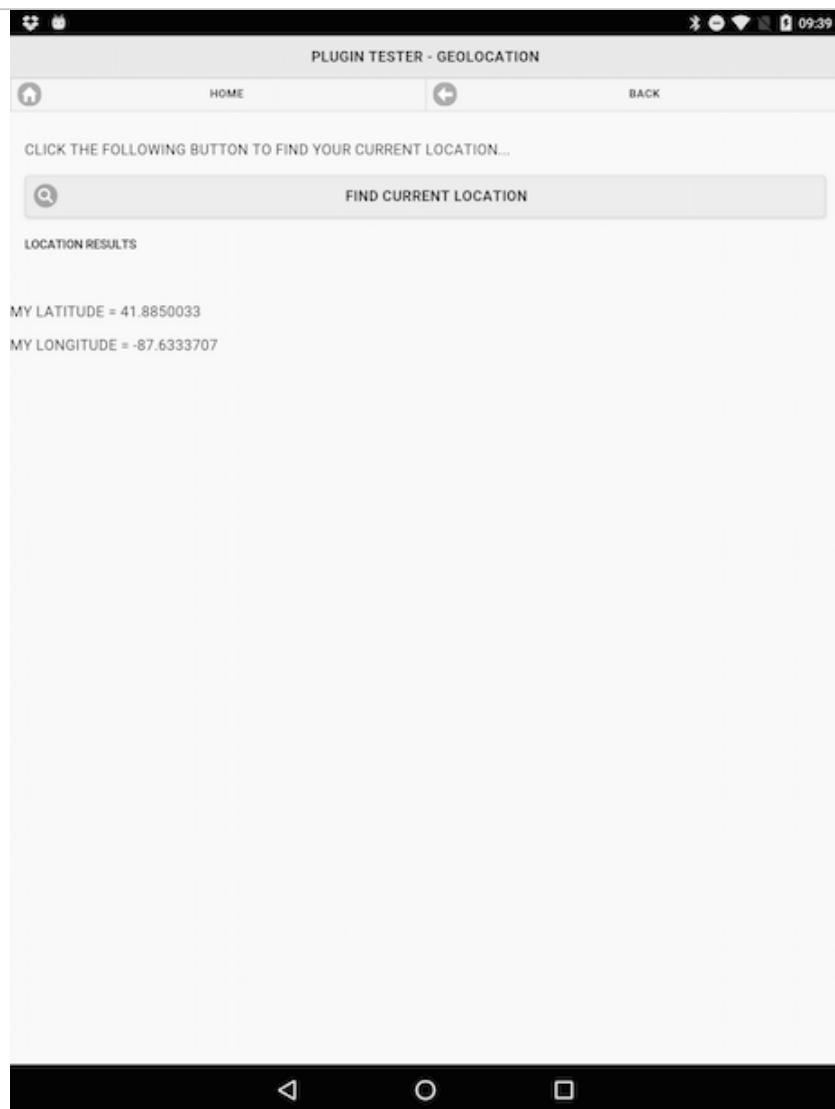 09:39
PLUGIN TESTER - GEOLOCATION
HOME BACK
CLICK THE FOLLOWING BUTTON TO FIND YOUR CURRENT LOCATION...
FIND CURRENT LOCATION
LOCATION RESULTS
MY LATITUDE = 41.8850033
MY LONGITUDE = -87.6333707